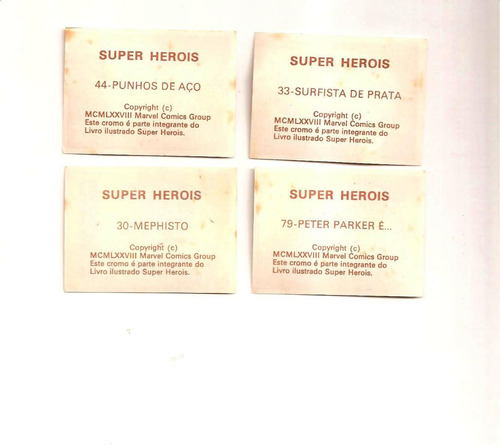 SUPER HEROIS
44-PUNHOS DE AÇO
Copyright (c)
MCMLXXVIII Marvel Comics Group
Este cromo é parte integrante do
Livro ilustrado Super Herois.
SUPER HEROIS
33-SURFISTA DE PRATA
Copyright (c)
MCMLXXVIII Marvel Comics Group
Este cromo é parte integrante do
Livro ilustrado Super Herois.
SUPER HEROIS
30-MEPHISTO
Copyright (c)
MCMLXXVIII Marvel Comics Group
Este cromo é parte integrante do
Livro ilustrado Super Herois.
SUPER HEROIS
79-PETER PARKER É...
Copyright (c)
MCMLXXVIII Marvel Comics Group
Este cromo é parte integrante do
Livro ilustrado Super Herois.